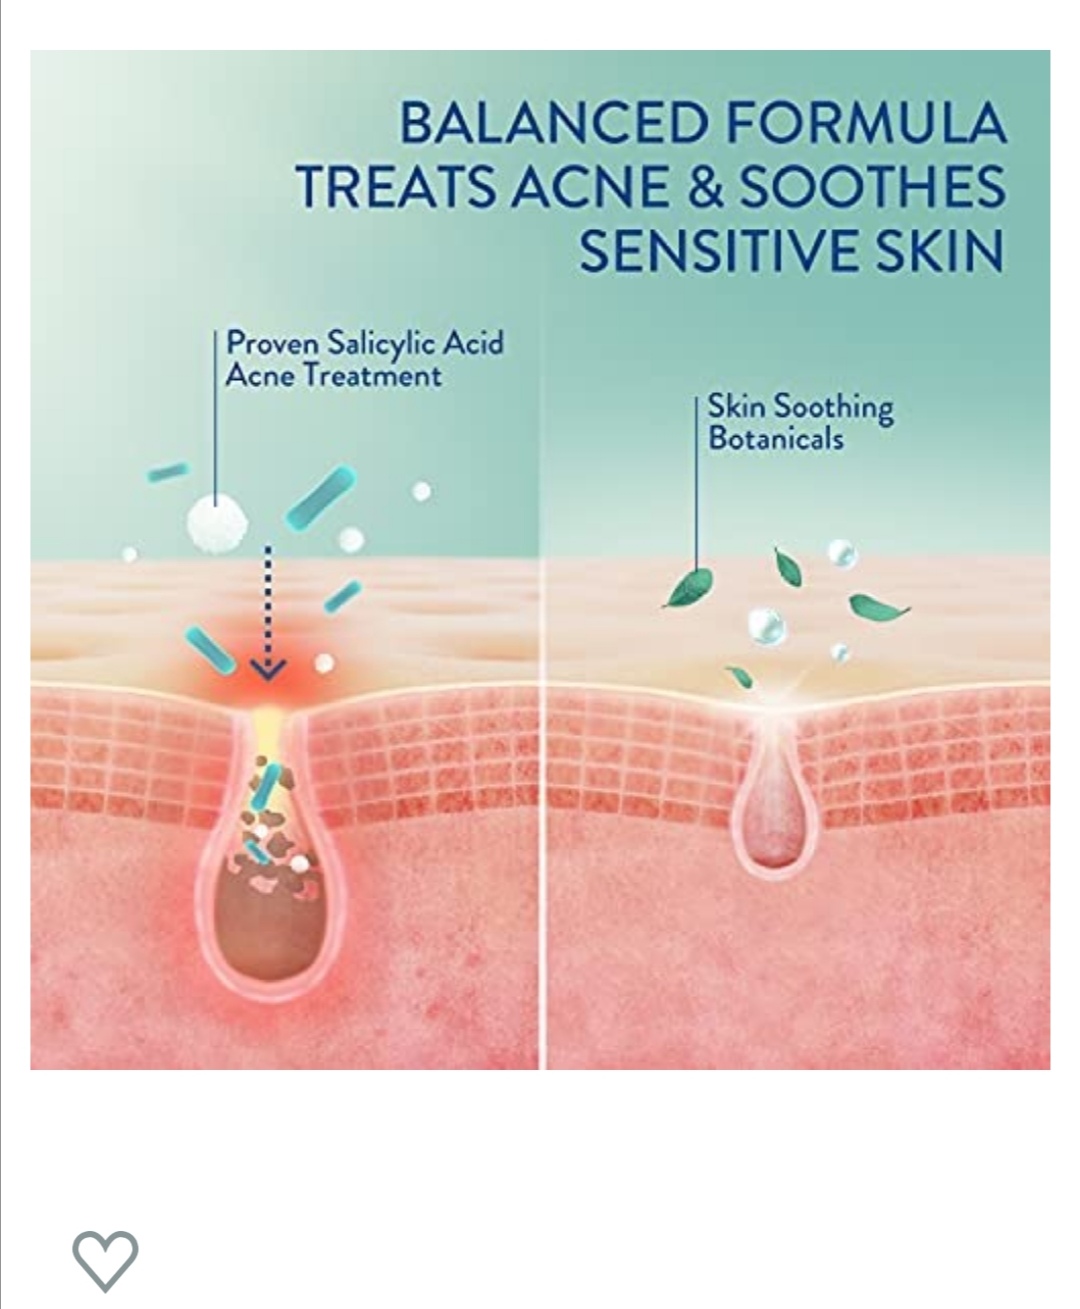 BALANCED FORMULA
TREATS ACNE & SOOTHES
SENSITIVE SKIN
Proven Salicylic Acid
Acne Treatment
Skin Soothing
Botanicals